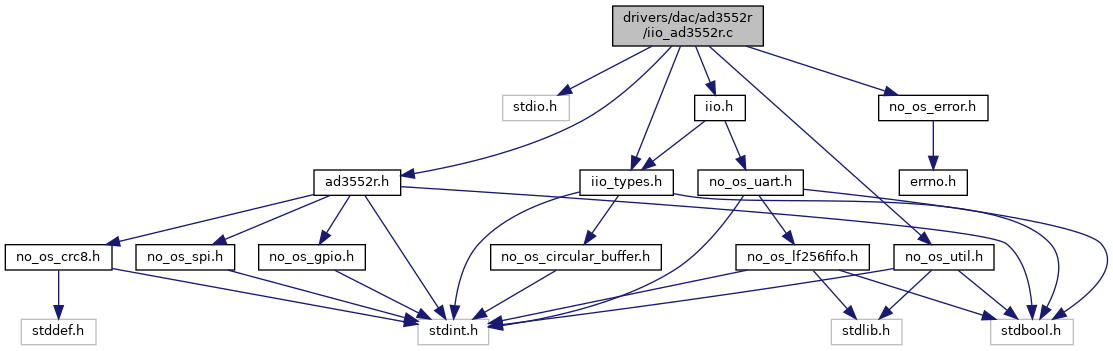 drivers/dac/ad3552r
/iio_ad3552r.c
stdio.h
iio.h
no_os_error.h
ad3552r.h
iio_types.h
no_os_uart.h
errno.h
no_os_crc8.h
no_os_spi.h
no_os_gpio.h
no_os_circular_buffer.h
no_os_lf256fifo.h
no_os_util.h
stddef.h
stdint.h
stdlib.h
stdbool.h